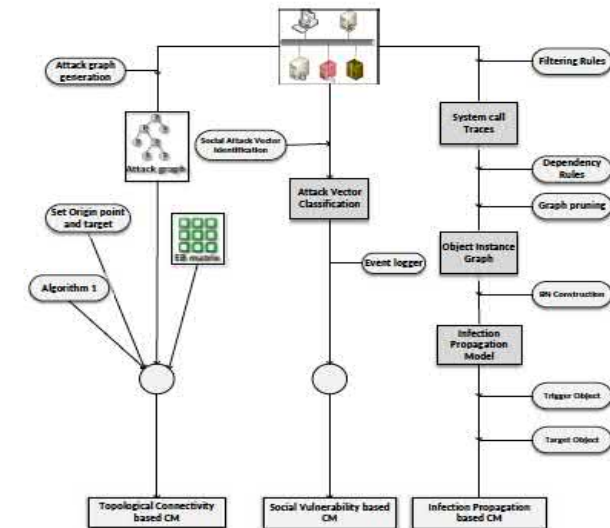 Attack graph
generation
Filtering Rules
System call
Traces
Social Attack Vector
Identification
Attack graph
Dependency
Rules
Attack Vector
Classification
Graph pruning
Set Origin point
and target
Object Instance
Graph
EB matrix
Event logger
Algorithm 1
BN Construction
Infection
Propagation
Model
Trigger Object
Target Object
Topological Connectivity
based CM
Social Vulnerability based
CM
Infection Propagation
based CM